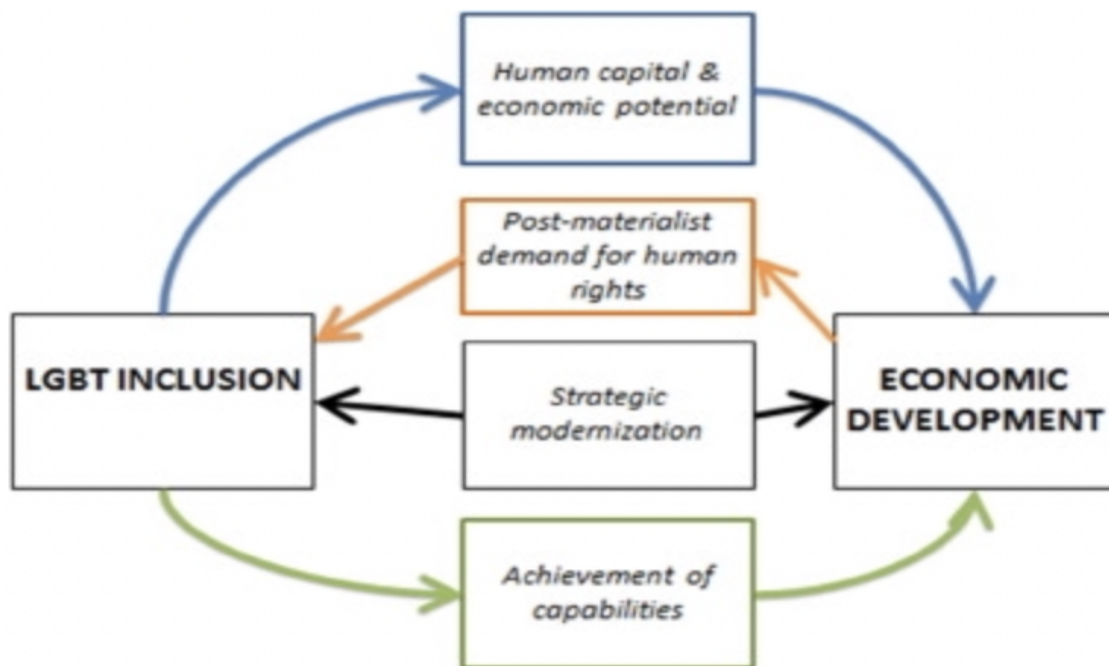 Human capital &
economic potential
Post-materialist
demand for human
rights
LGBT INCLUSION
Strategic
modernization
ECONOMIC
DEVELOPMENT
Achievement of
capabilities